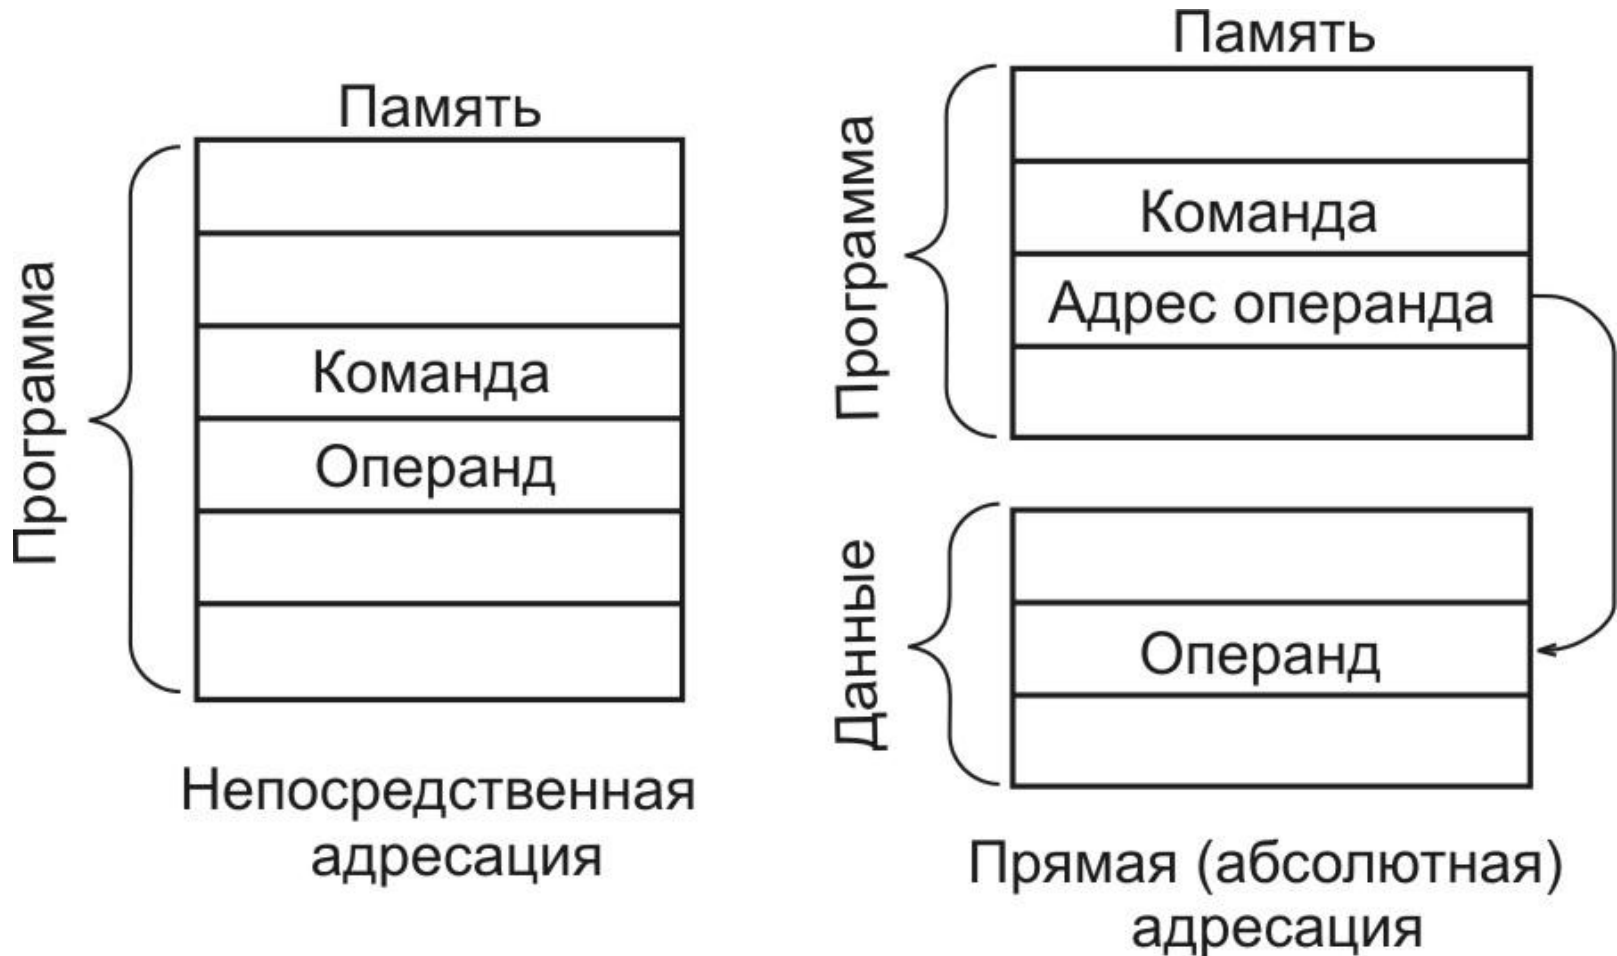 Память
Программа
Команда
Операнд
Непосредственная
адресация
Память
Программа
Команда
Адрес операнда
Данные
Операнд
Прямая (абсолютная)
адресация